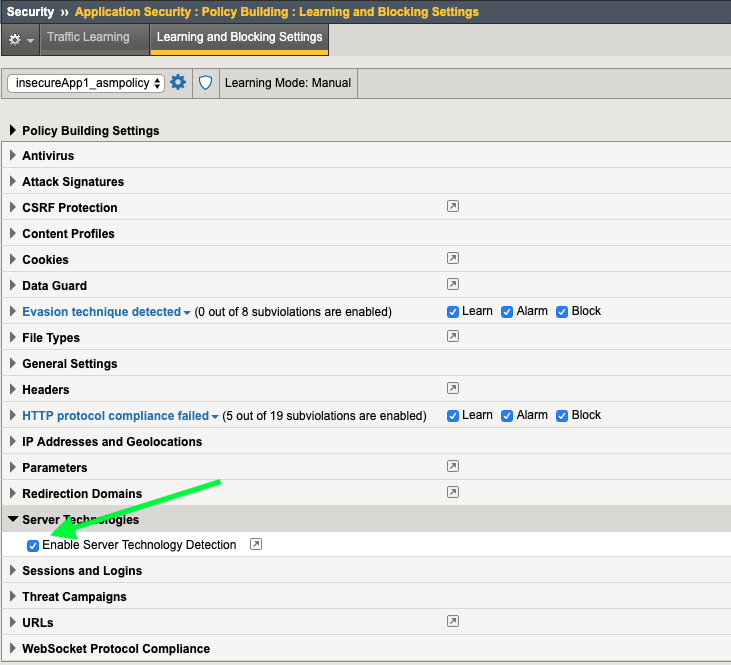 Security ›› Application Security : Policy Building : Learning and Blocking Settings
Traffic Learning Learning and Blocking Settings
insecureApp1_asmpolicy Learning Mode: Manual
Policy Building Settings
Antivirus
Attack Signatures
CSRF Protection
Content Profiles
Cookies
Data Guard
Evasion technique detected (0 out of 8 subviolations are enabled) Learn Alarm Block
File Types
General Settings
Headers
HTTP protocol compliance failed (5 out of 19 subviolations are enabled) Learn Alarm Block
IP Addresses and Geolocations
Parameters
Redirection Domains
Server Technologies
Enable Server Technology Detection
Sessions and Logins
Threat Campaigns
URLs
WebSocket Protocol Compliance